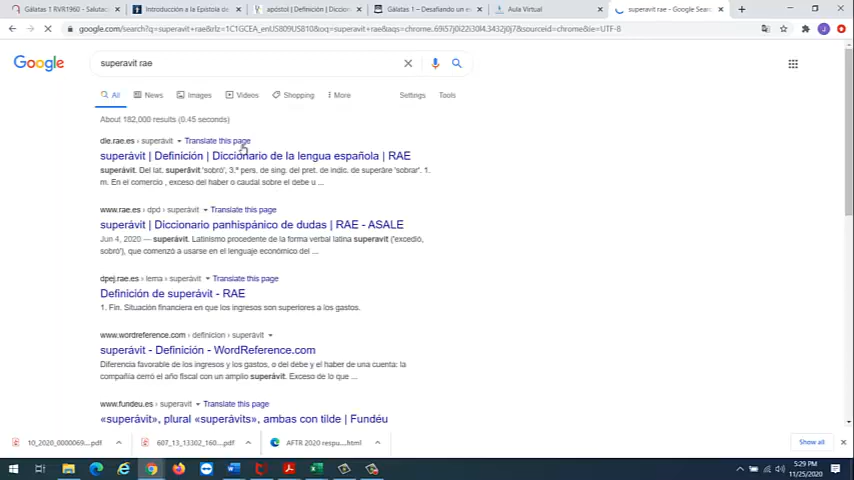 Gálatas 1 RVR1960 – Salutac
Introducción a la Epístola de
apóstol | Definición | Diccion
Gálatas 1 – Desafiando un es
Aula Virtual
superavit rae - Google Sear
google.com/search?q=superavit+rae&rlz=1C1GCEA_enUS809US810&oq=superavit+rae&aqs=chrome.69i57j0i22i30l4.3432j0j7&sourceid=chrome&ie=UTF-8
Google
superavit rae
All
News
Images
Videos
Shopping
More
Settings
Tools
About 182,000 results (0.45 seconds)
dle.rae.es › superávit Translate this page
superávit | Definición | Diccionario de la lengua española | RAE
superávit. Del lat. superāvit 'sobró', 3.ª pers. de sing. del pret. de indic. de superāre 'sobrar'. 1.
m. En el comercio , exceso del haber o caudal sobre el debe u ...
www.rae.es › dpd › superávit Translate this page
superávit | Diccionario panhispánico de dudas | RAE - ASALE
Jun 4, 2020 — superávit. Latinismo procedente de la forma verbal latina superavit ('excedió,
sobró'), que comenzó a usarse en el lenguaje económico del ...
dpej.rae.es › lema › superávit Translate this page
Definición de superávit - RAE
1. Fin. Situación financiera en que los ingresos son superiores a los gastos.
www.wordreference.com › definicion › superávit
superávit - Definición - WordReference.com
Diferencia favorable de los ingresos y los gastos, o del debe y el haber de una cuenta: la
compañía cerró el año fiscal con un amplio superávit. Exceso de lo que ...
www.fundeu.es › superavit Translate this page
«superávit», plural «superávits», ambas con tilde | Fundéu
10_2020_0000069....pdf
607_13_13302_160....pdf
AFTR 2020 respu....html
Show all
5:29 PM
11/25/2020